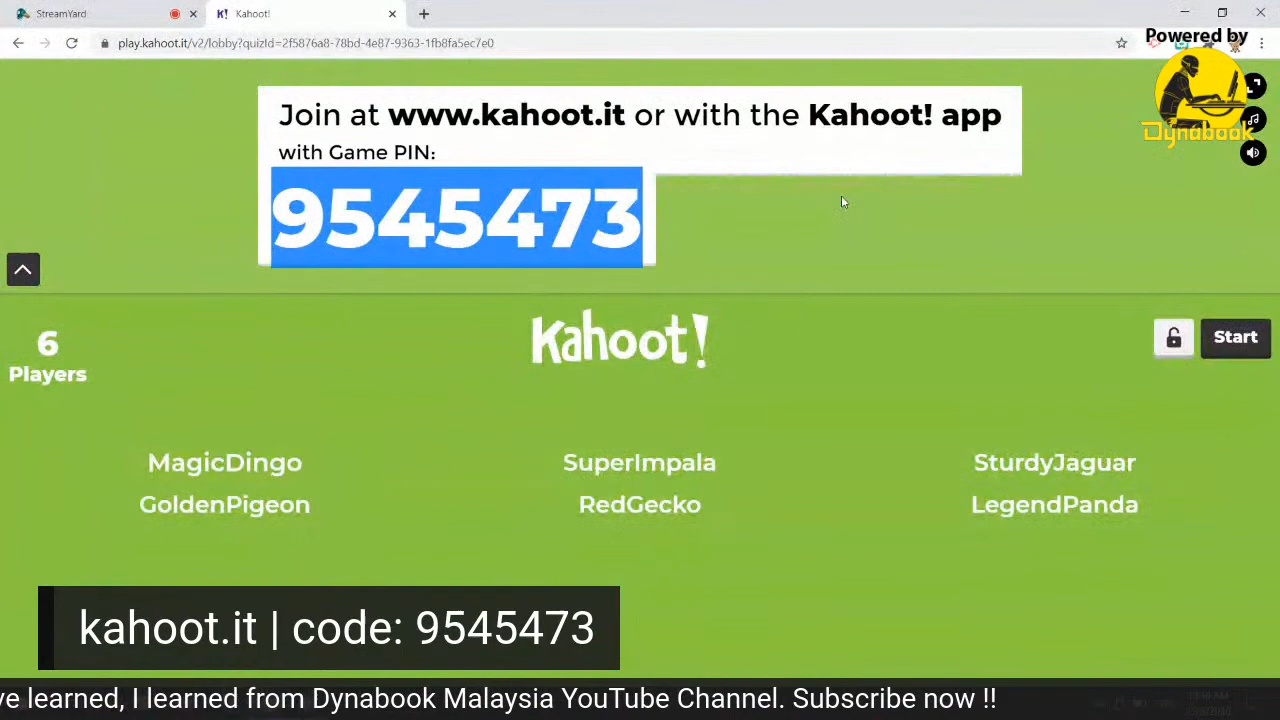 StreamYard
K! Kahoot!
play.kahoot.it/v2/lobby?quizId=2f5876a8-78bd-4e87-9363-1fb8fa5ec7e0
Powered by
Dynabook
Join at www.kahoot.it or with the Kahoot! app
with Game PIN:
9545473
6
Players
Kahoot!
Start
MagicDingo
SuperImpala
SturdyJaguar
GoldenPigeon
RedGecko
LegendPanda
kahoot.it | code: 9545473
ve learned, I learned from Dynabook Malaysia YouTube Channel. Subscribe now !!